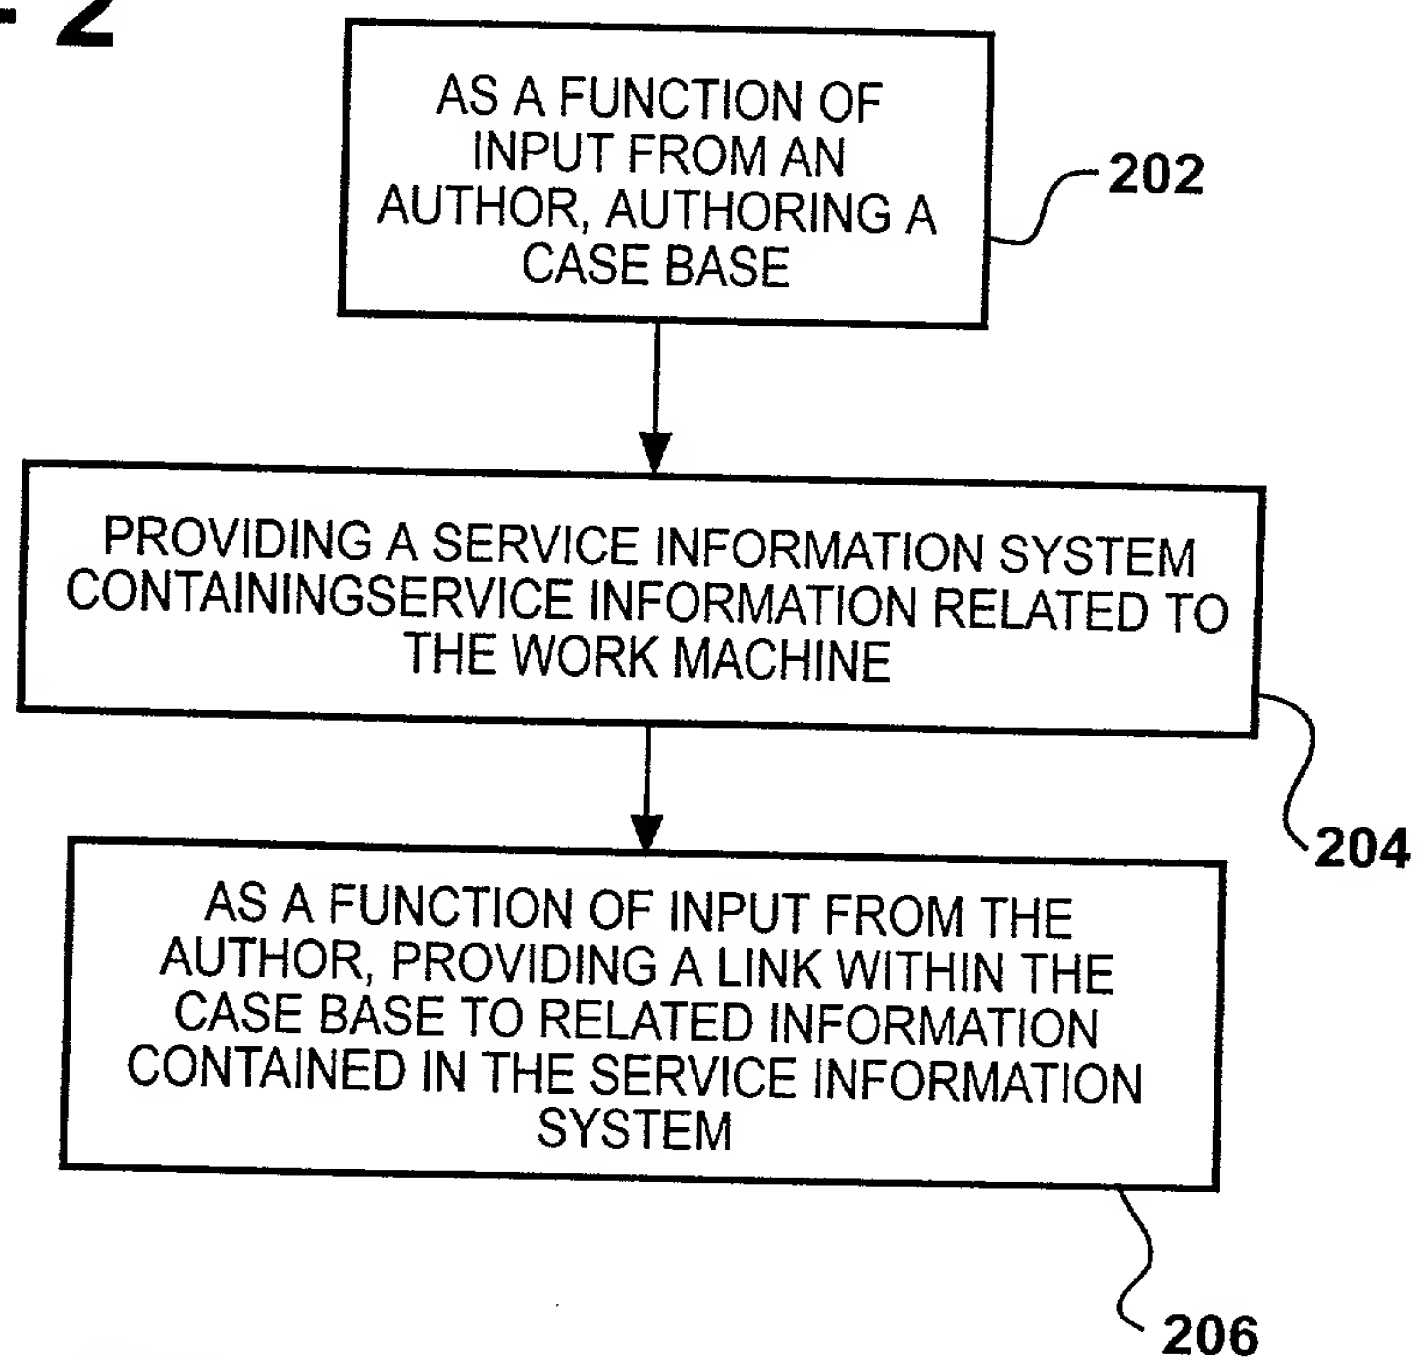 - 2
AS A FUNCTION OF
INPUT FROM AN
AUTHOR, AUTHORING A
CASE BASE
202
PROVIDING A SERVICE INFORMATION SYSTEM
CONTAININGSERVICE INFORMATION RELATED TO
THE WORK MACHINE
204
AS A FUNCTION OF INPUT FROM THE
AUTHOR, PROVIDING A LINK WITHIN THE
CASE BASE TO RELATED INFORMATION
CONTAINED IN THE SERVICE INFORMATION
SYSTEM
206